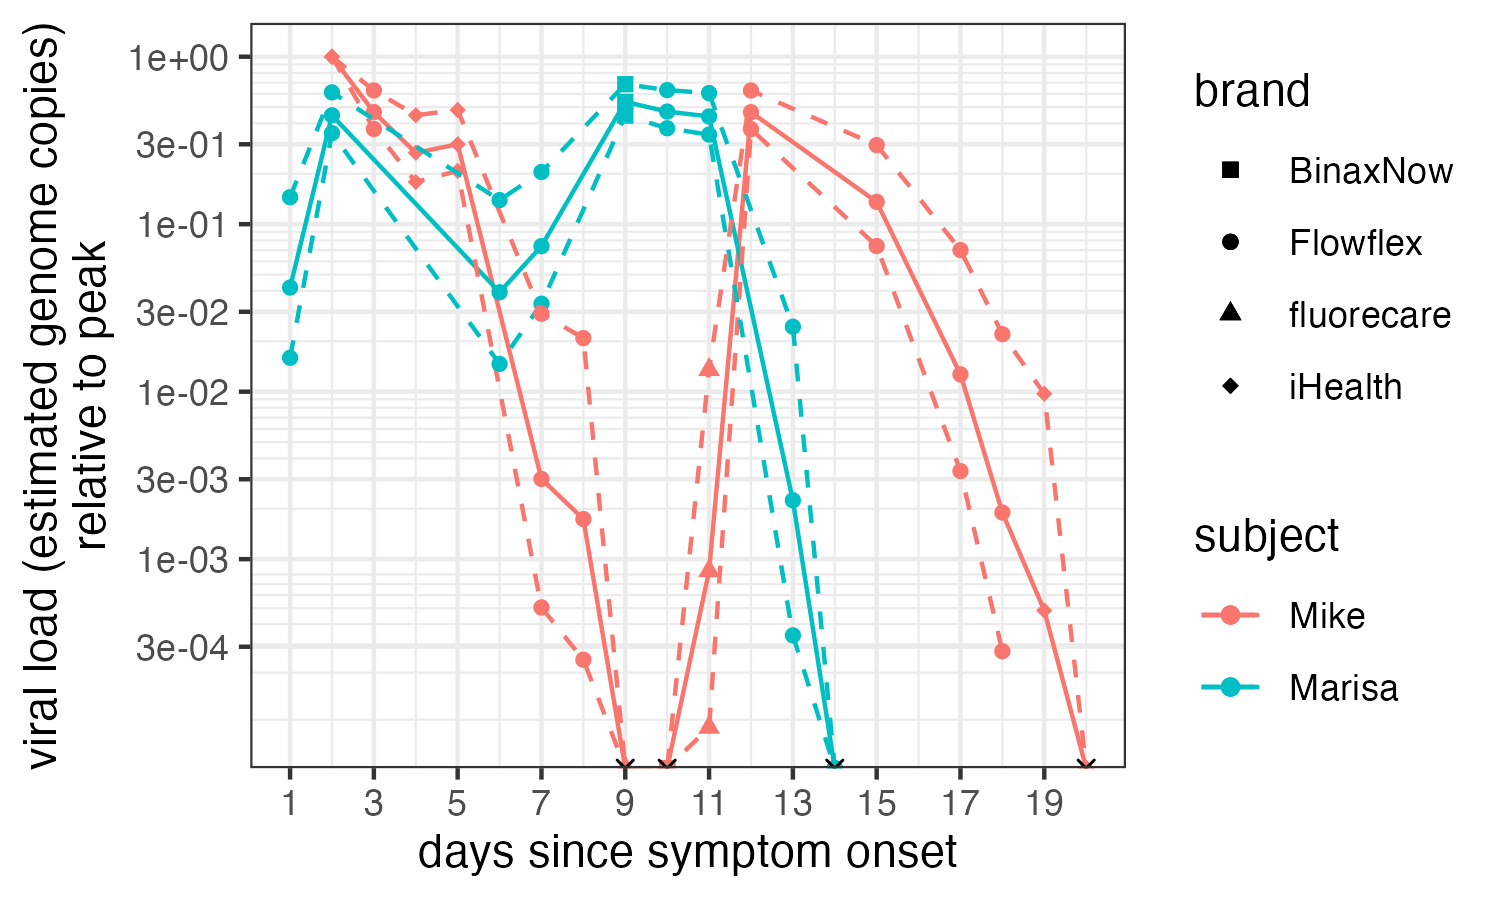 viral load (estimated genome copies)
relative to peak
1e+00
3e-01
1e-01
3e-02
1e-02
3e-03
1e-03
3e-04
1 3 5 7 9 11 13 15 17 19
days since symptom onset
brand
BinaxNow
Flowflex
fluorecare
iHealth
subject
Mike
Marisa